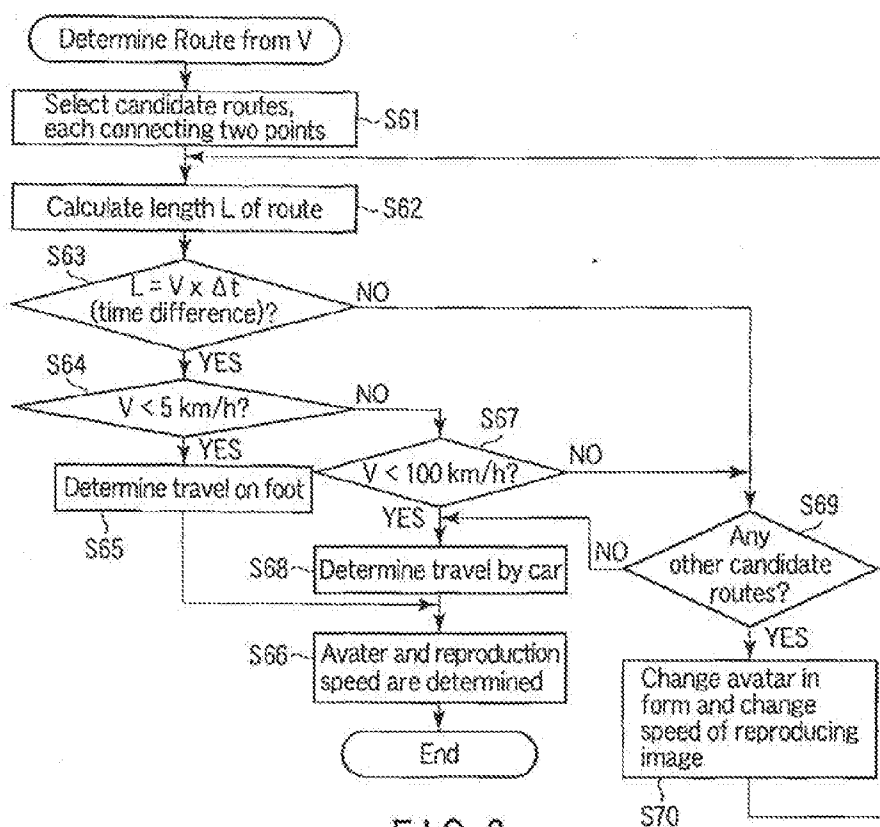 Determine Route from V
Select candidate routes,
each connecting two points
S61
Calculate length L of route
S62
S63
L = V x Δt
(time difference)?
NO
YES
S64
V < 5 km/h?
NO
YES
S67
V < 100 km/h?
NO
YES
Determine travel on foot
S65
S69
Any
other candidate
routes?
NO
YES
S68
Determine travel by car
S66
Avater and reproduction
speed are determined
Change avatar in
form and change
speed of reproducing
image
S70
End